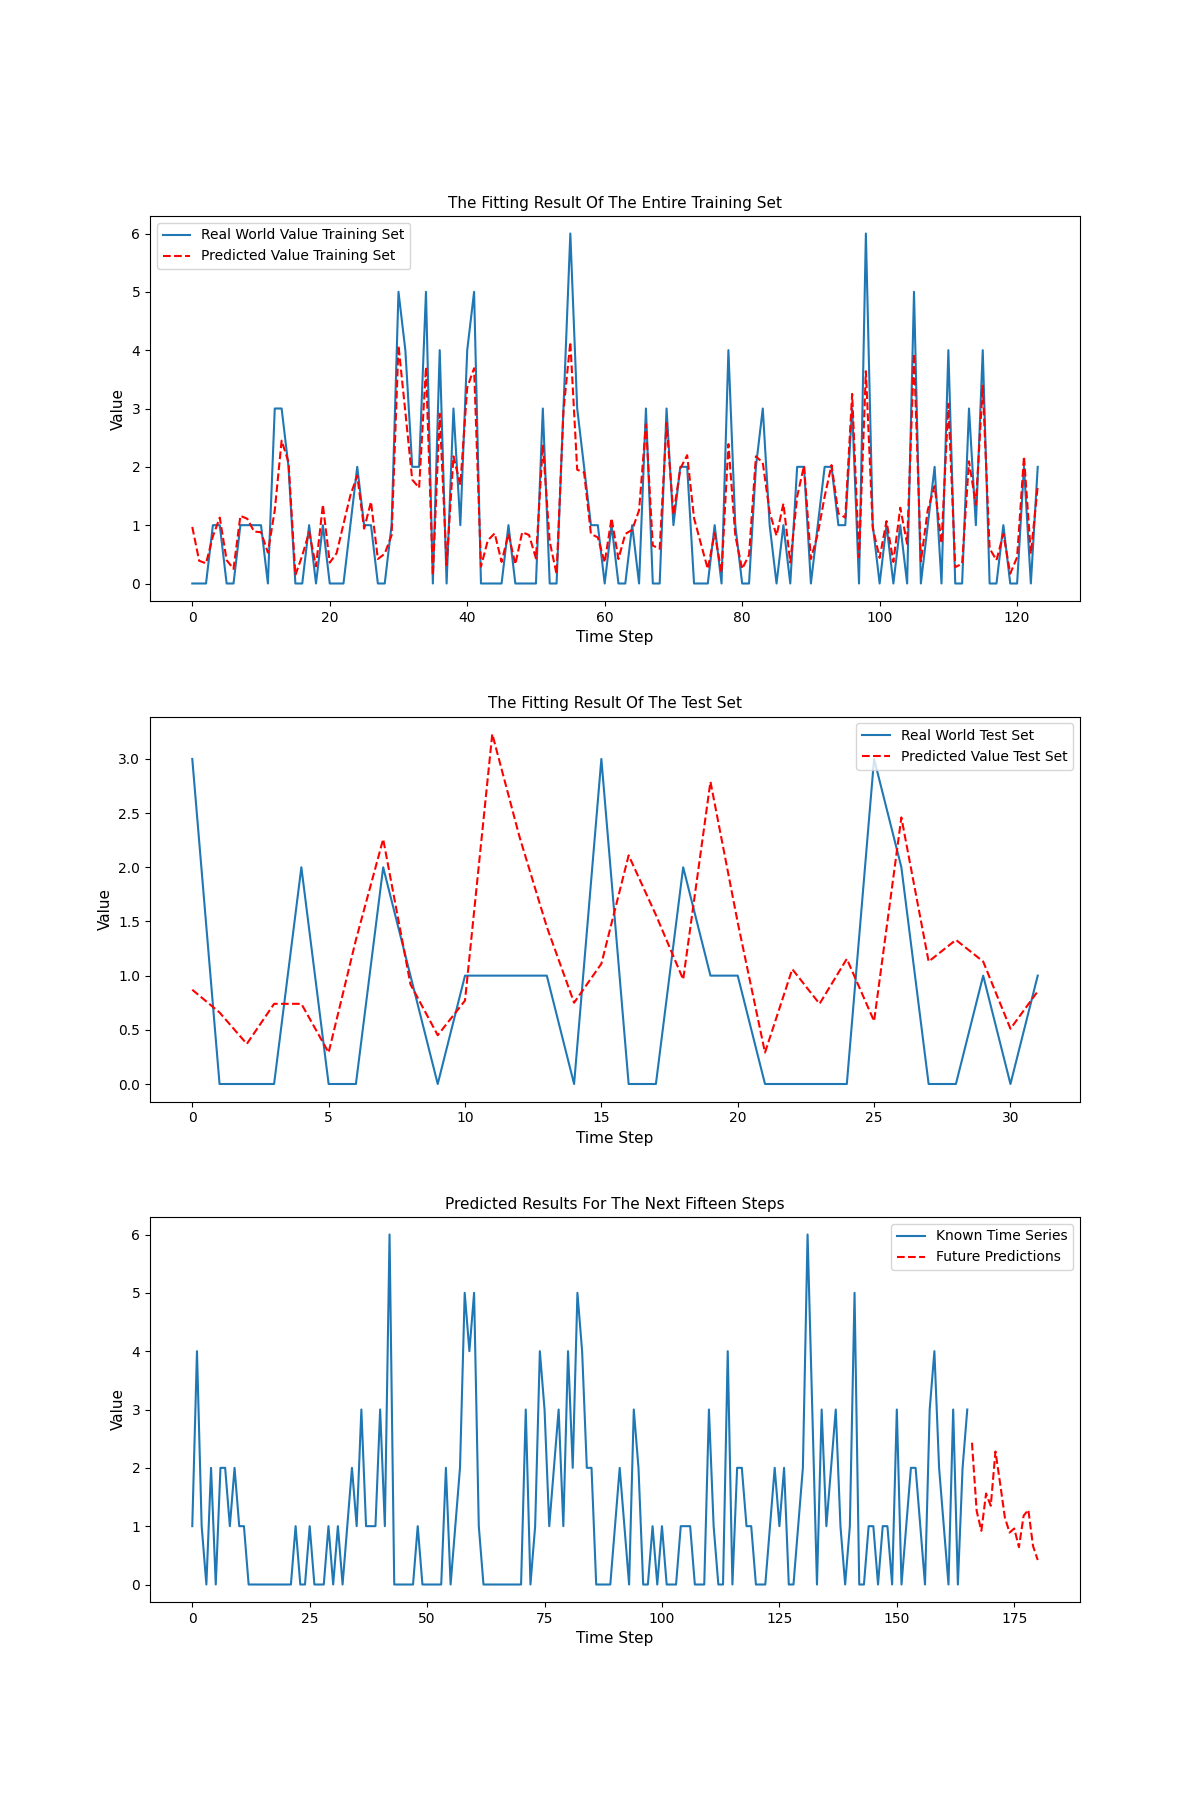 The Fitting Result Of The Entire Training Set
Real World Value Training Set
Predicted Value Training Set
Value
6
5
4
3
2
1
0
0 20 40 60 80 100 120
Time Step
The Fitting Result Of The Test Set
Real World Test Set
Predicted Value Test Set
Value
3.0
2.5
2.0
1.5
1.0
0.5
0.0
0 5 10 15 20 25 30
Time Step
Predicted Results For The Next Fifteen Steps
Known Time Series
Future Predictions
Value
6
5
4
3
2
1
0
0 25 50 75 100 125 150 175
Time Step